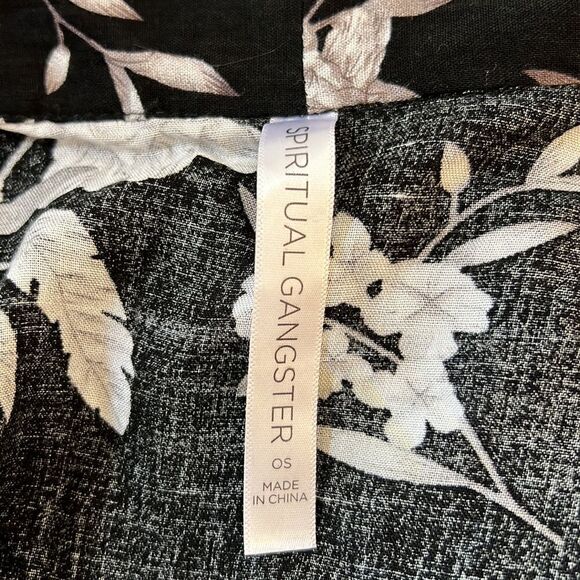 SPIRITUAL GANGSTER
OS
MADE
IN CHINA